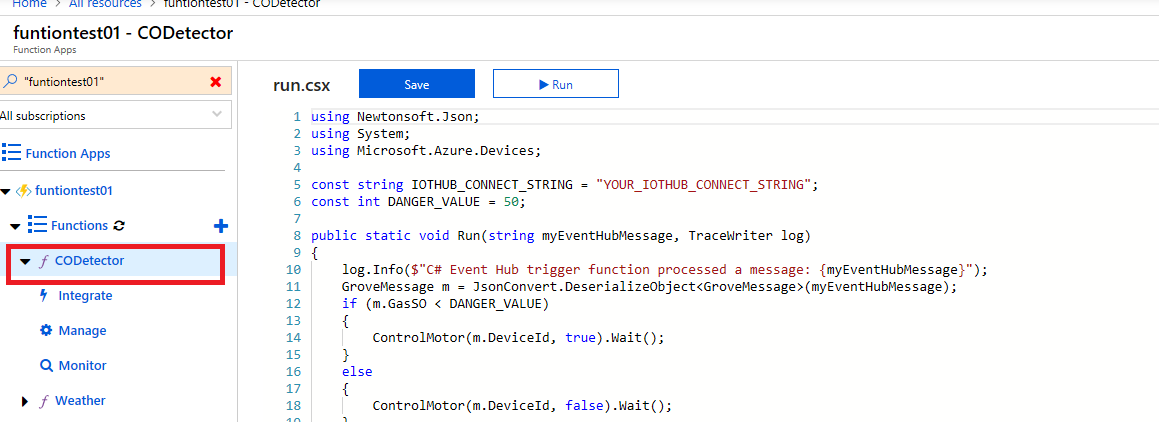 Home > All resources > funtiontest01 - CODetector
funtiontest01 - CODetector
Function Apps
"funtiontest01"
All subscriptions
Function Apps
funtiontest01
Functions
CODetector
Integrate
Manage
Monitor
Weather
run.csx Save Run
1 using Newtonsoft.Json;
2 using System;
3 using Microsoft.Azure.Devices;
4
5 const string IOTHUB_CONNECT_STRING = "YOUR_IOTHUB_CONNECT_STRING";
6 const int DANGER_VALUE = 50;
7
8 public static void Run(string myEventHubMessage, TraceWriter log)
9 {
10 log.Info($"C# Event Hub trigger function processed a message: {myEventHubMessage}");
11 GroveMessage m = JsonConvert.DeserializeObject<GroveMessage>(myEventHubMessage);
12 if (m.GasSO < DANGER_VALUE)
13 {
14 ControlMotor(m.DeviceId, true).Wait();
15 }
16 else
17 {
18 ControlMotor(m.DeviceId, false).Wait();
19 }